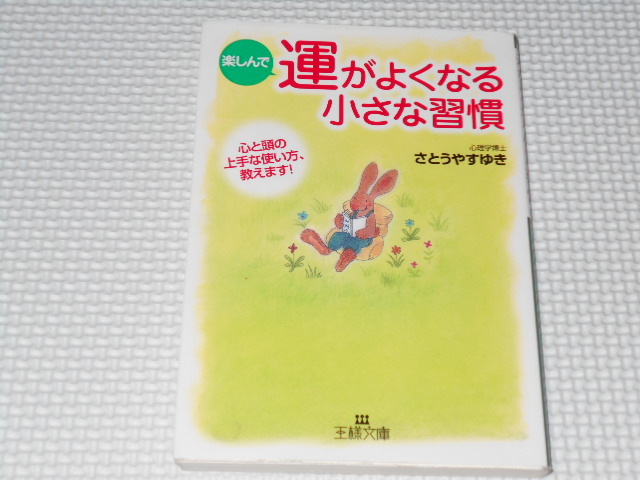 楽しんで
運がよくなる
小さな習慣
心理学博士
さとうやすゆき
心と頭の
上手な使い方、
教えます!
王様文庫